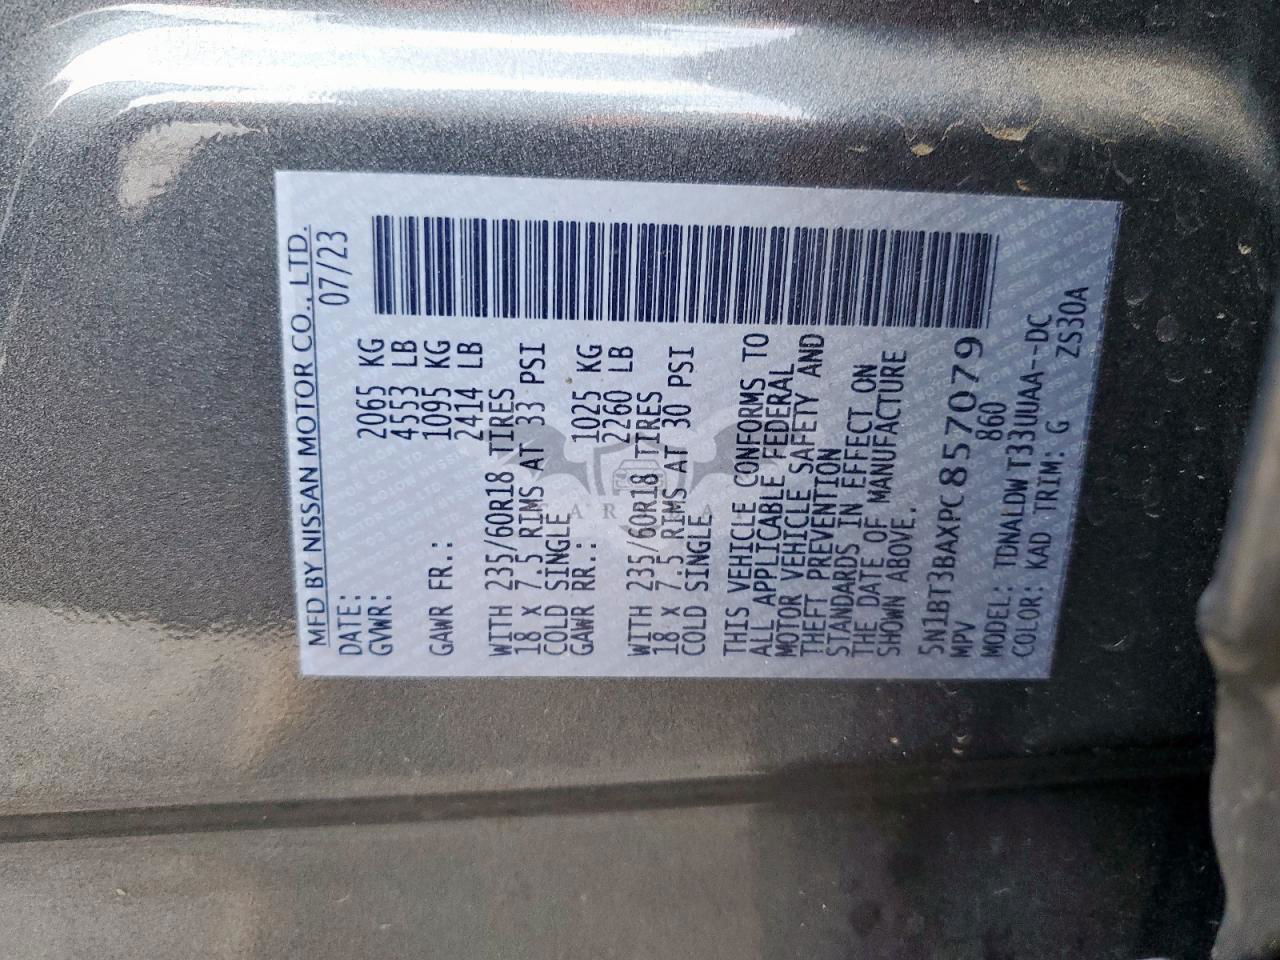 MFD BY NISSAN MOTOR CO., LTD.
DATE: 07/23
GVWR: 2065 KG
4553 LB
GAWR FR.: 1095 KG
2414 LB
WITH 235/60R18 TIRES
18 X 7.5 RIMS AT 33 PSI
COLD SINGLE
GAWR RR.: 1025 KG
2260 LB
WITH 235/60R18 TIRES
18 X 7.5 RIMS AT 30 PSI
COLD SINGLE
THIS VEHICLE CONFORMS TO
ALL APPLICABLE FEDERAL
MOTOR VEHICLE SAFETY AND
THEFT PREVENTION
STANDARDS IN EFFECT ON
THE DATE OF MANUFACTURE
SHOWN ABOVE.
5N1BT3BAXPC857079
MPV 860
MODEL: TDNALDW T33UUAA--DC
COLOR: KAD TRIM: G ZS30A